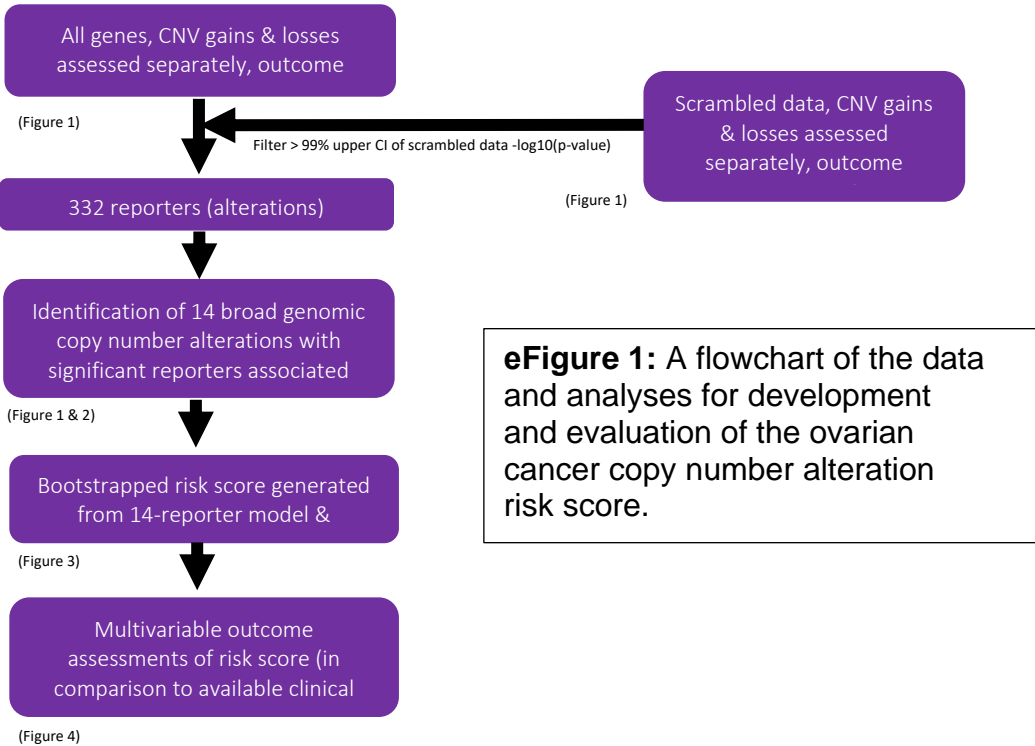 All genes, CNV gains & losses
assessed separately, outcome
(Figure 1)
Scrambled data, CNV gains
& losses assessed
separately, outcome
Filter > 99% upper CI of scrambled data -log10(p-value)
(Figure 1)
332 reporters (alterations)
Identification of 14 broad genomic
copy number alterations with
significant reporters associated
(Figure 1 & 2)
eFigure 1: A flowchart of the data
and analyses for development
and evaluation of the ovarian
cancer copy number alteration
risk score.
Bootstrapped risk score generated
from 14-reporter model &
(Figure 3)
Multivariable outcome
assessments of risk score (in
comparison to available clinical
(Figure 4)